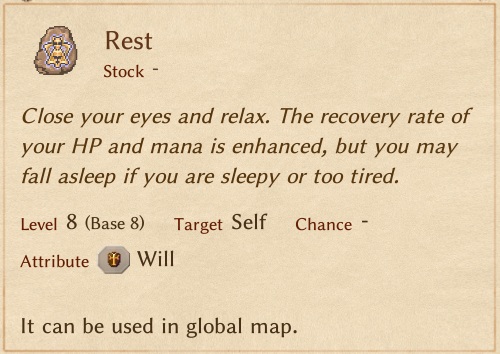 Rest
Stock -
Close your eyes and relax. The recovery rate of
your HP and mana is enhanced, but you may
fall asleep if you are sleepy or too tired.
Level 8 (Base 8) Target Self Chance -
Attribute Will
It can be used in global map.